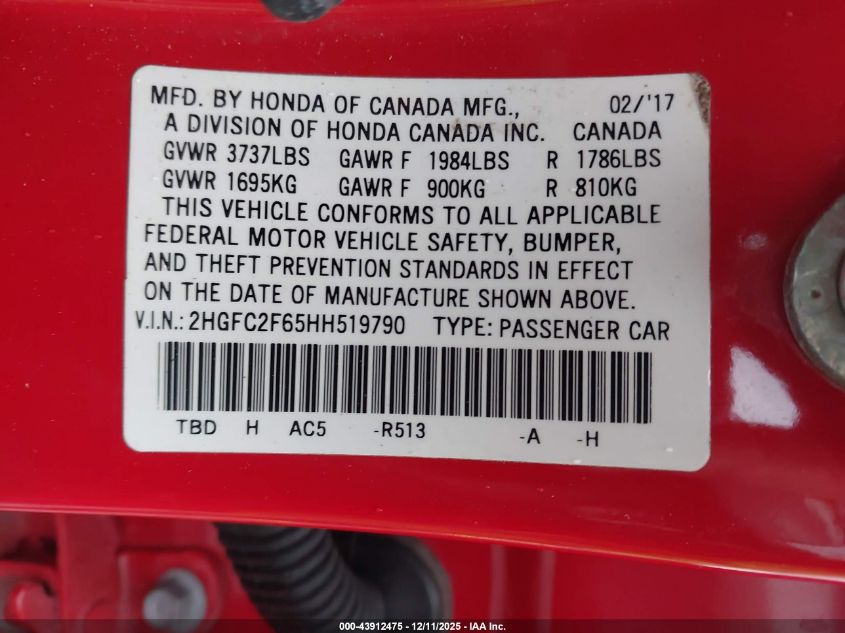 MFD. BY HONDA OF CANADA MFG., 02/'17
A DIVISION OF HONDA CANADA INC. CANADA
GVWR 3737LBS GAWR F 1984LBS R 1786LBS
GVWR 1695KG GAWR F 900KG R 810KG
THIS VEHICLE CONFORMS TO ALL APPLICABLE
FEDERAL MOTOR VEHICLE SAFETY, BUMPER,
AND THEFT PREVENTION STANDARDS IN EFFECT
ON THE DATE OF MANUFACTURE SHOWN ABOVE.
V.I.N.: 2HGFC2F65HH519790 TYPE: PASSENGER CAR
TBD H AC5 -R513 -A -H
000-43912475 - 12/11/2025 - IAA Inc.